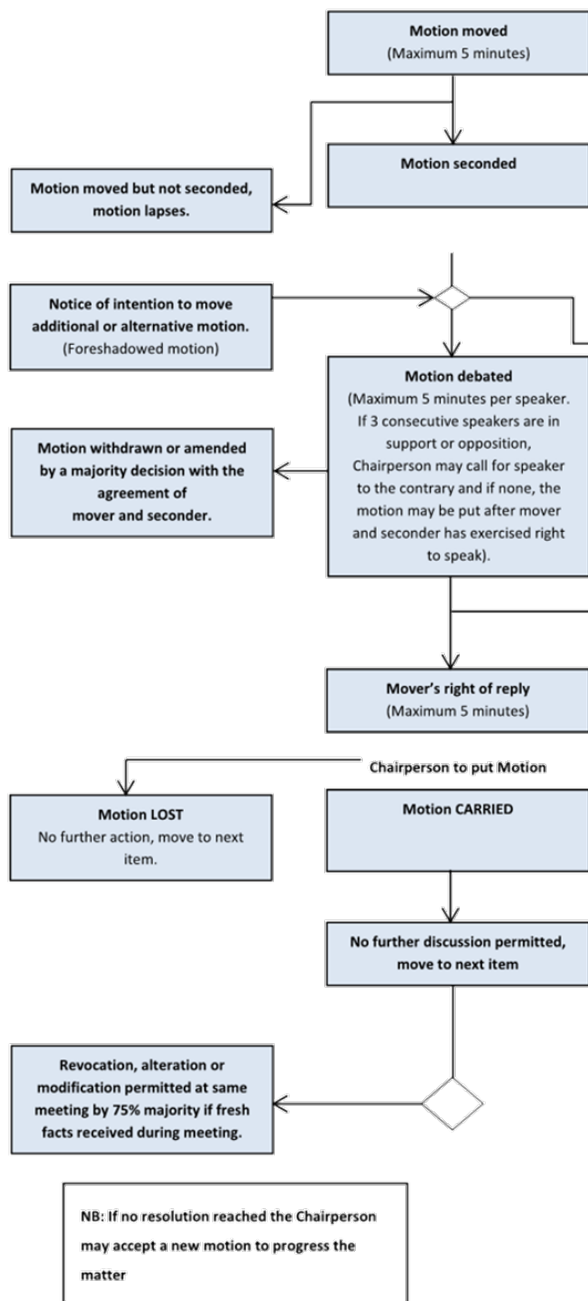 Motion moved
(Maximum 5 minutes)
Motion seconded
Motion moved but not seconded,
motion lapses.
Notice of intention to move
additional or alternative motion.
(Foreshadowed motion)
Motion debated
(Maximum 5 minutes per speaker.
If 3 consecutive speakers are in
support or opposition,
Chairperson may call for speaker
to the contrary and if none, the
motion may be put after mover
and seconder has exercised right
to speak).
Motion withdrawn or amended
by a majority decision with the
agreement of
mover and seconder.
Mover’s right of reply
(Maximum 5 minutes)
Chairperson to put Motion
Motion LOST
No further action, move to next
item.
Motion CARRIED
No further discussion permitted,
move to next item
Revocation, alteration or
modification permitted at same
meeting by 75% majority if fresh
facts received during meeting.
NB: If no resolution reached the Chairperson
may accept a new motion to progress the
matter